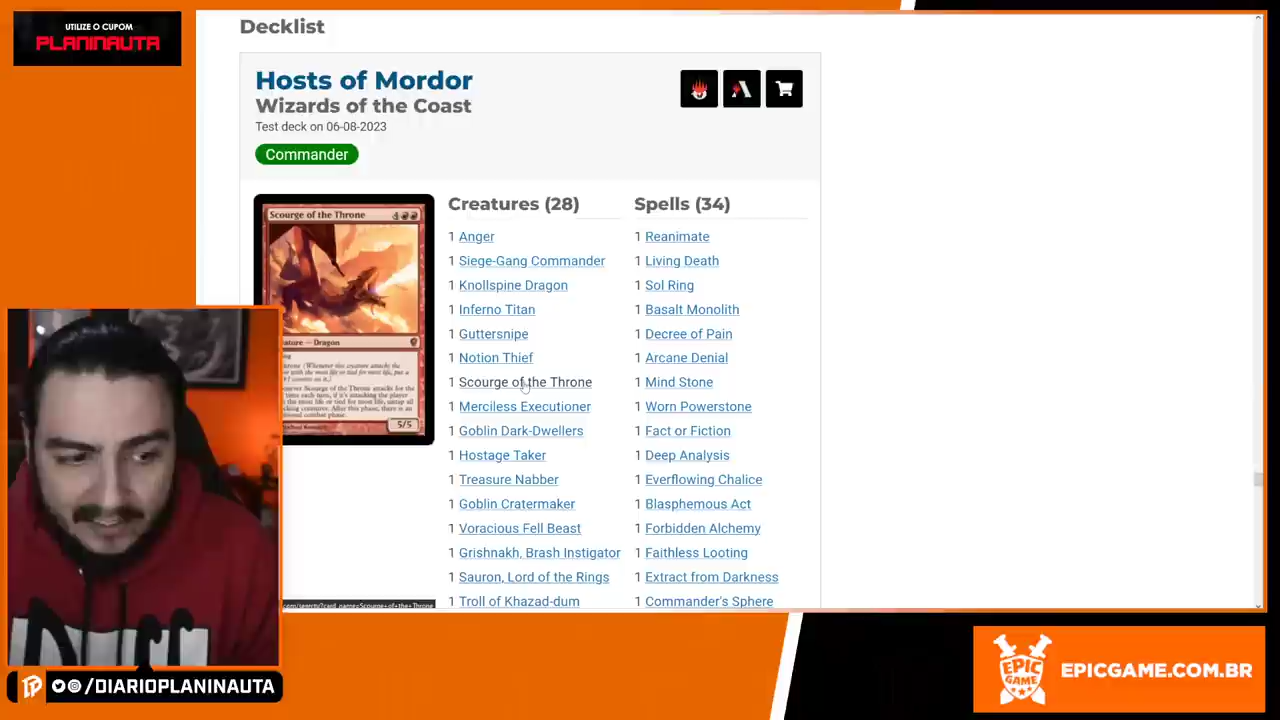 UTILIZE O CUPOM
PLANINAUTA
Decklist
Hosts of Mordor
Wizards of the Coast
Test deck on 06-08-2023
Commander
Scourge of the Throne
Creatures (28)
1 Anger
1 Siege-Gang Commander
1 Knollspine Dragon
1 Inferno Titan
1 Guttersnipe
1 Notion Thief
1 Scourge of the Throne
1 Merciless Executioner
1 Goblin Dark-Dwellers
1 Hostage Taker
1 Treasure Nabber
1 Goblin Cratermaker
1 Voracious Fell Beast
1 Grishnakh, Brash Instigator
1 Sauron, Lord of the Rings
1 Troll of Khazad-dum
Spells (34)
1 Reanimate
1 Living Death
1 Sol Ring
1 Basalt Monolith
1 Decree of Pain
1 Arcane Denial
1 Mind Stone
1 Worn Powerstone
1 Fact or Fiction
1 Deep Analysis
1 Everflowing Chalice
1 Blasphemous Act
1 Forbidden Alchemy
1 Faithless Looting
1 Extract from Darkness
1 Commander's Sphere
ature — Dragon
5/5
/DIARIOPLANINAUTA
EPIC
GAME
EPICGAME.COM.BR